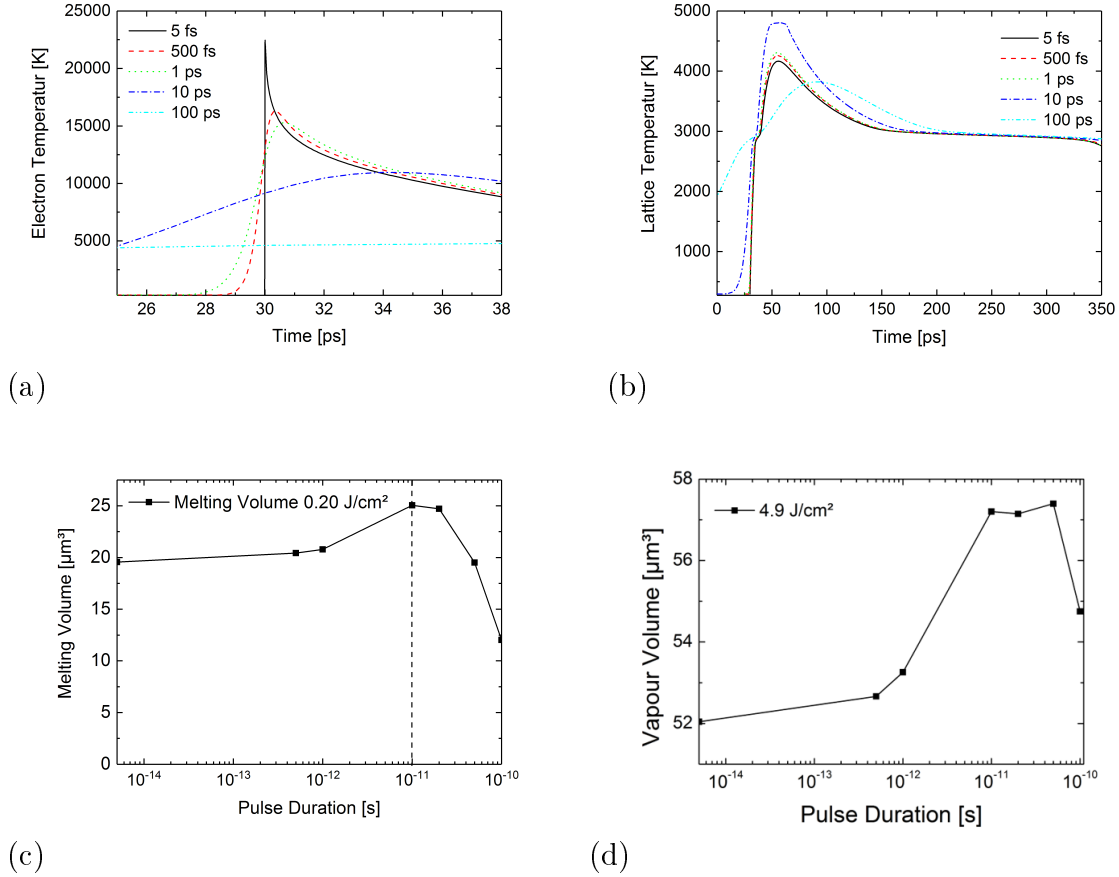 25000
20000
15000
10000
5000
Electron Temperatur [K]
5 fs
500 fs
1 ps
10 ps
100 ps
26 28 30 32 34 36 38
Time [ps]
(a)
5000
4000
3000
2000
1000
Lattice Temperatur [K]
5 fs
500 fs
1 ps
10 ps
100 ps
0 50 100 150 200 250 300 350
Time [ps]
(b)
25
20
15
10
5
0
Melting Volume [µm³]
Melting Volume 0.20 J/cm²
10⁻¹⁴ 10⁻¹³ 10⁻¹² 10⁻¹¹ 10⁻¹⁰
Pulse Duration [s]
(c)
58
56
54
52
Vapour Volume [µm³]
4.9 J/cm²
10⁻¹⁴ 10⁻¹³ 10⁻¹² 10⁻¹¹ 10⁻¹⁰
Pulse Duration [s]
(d)